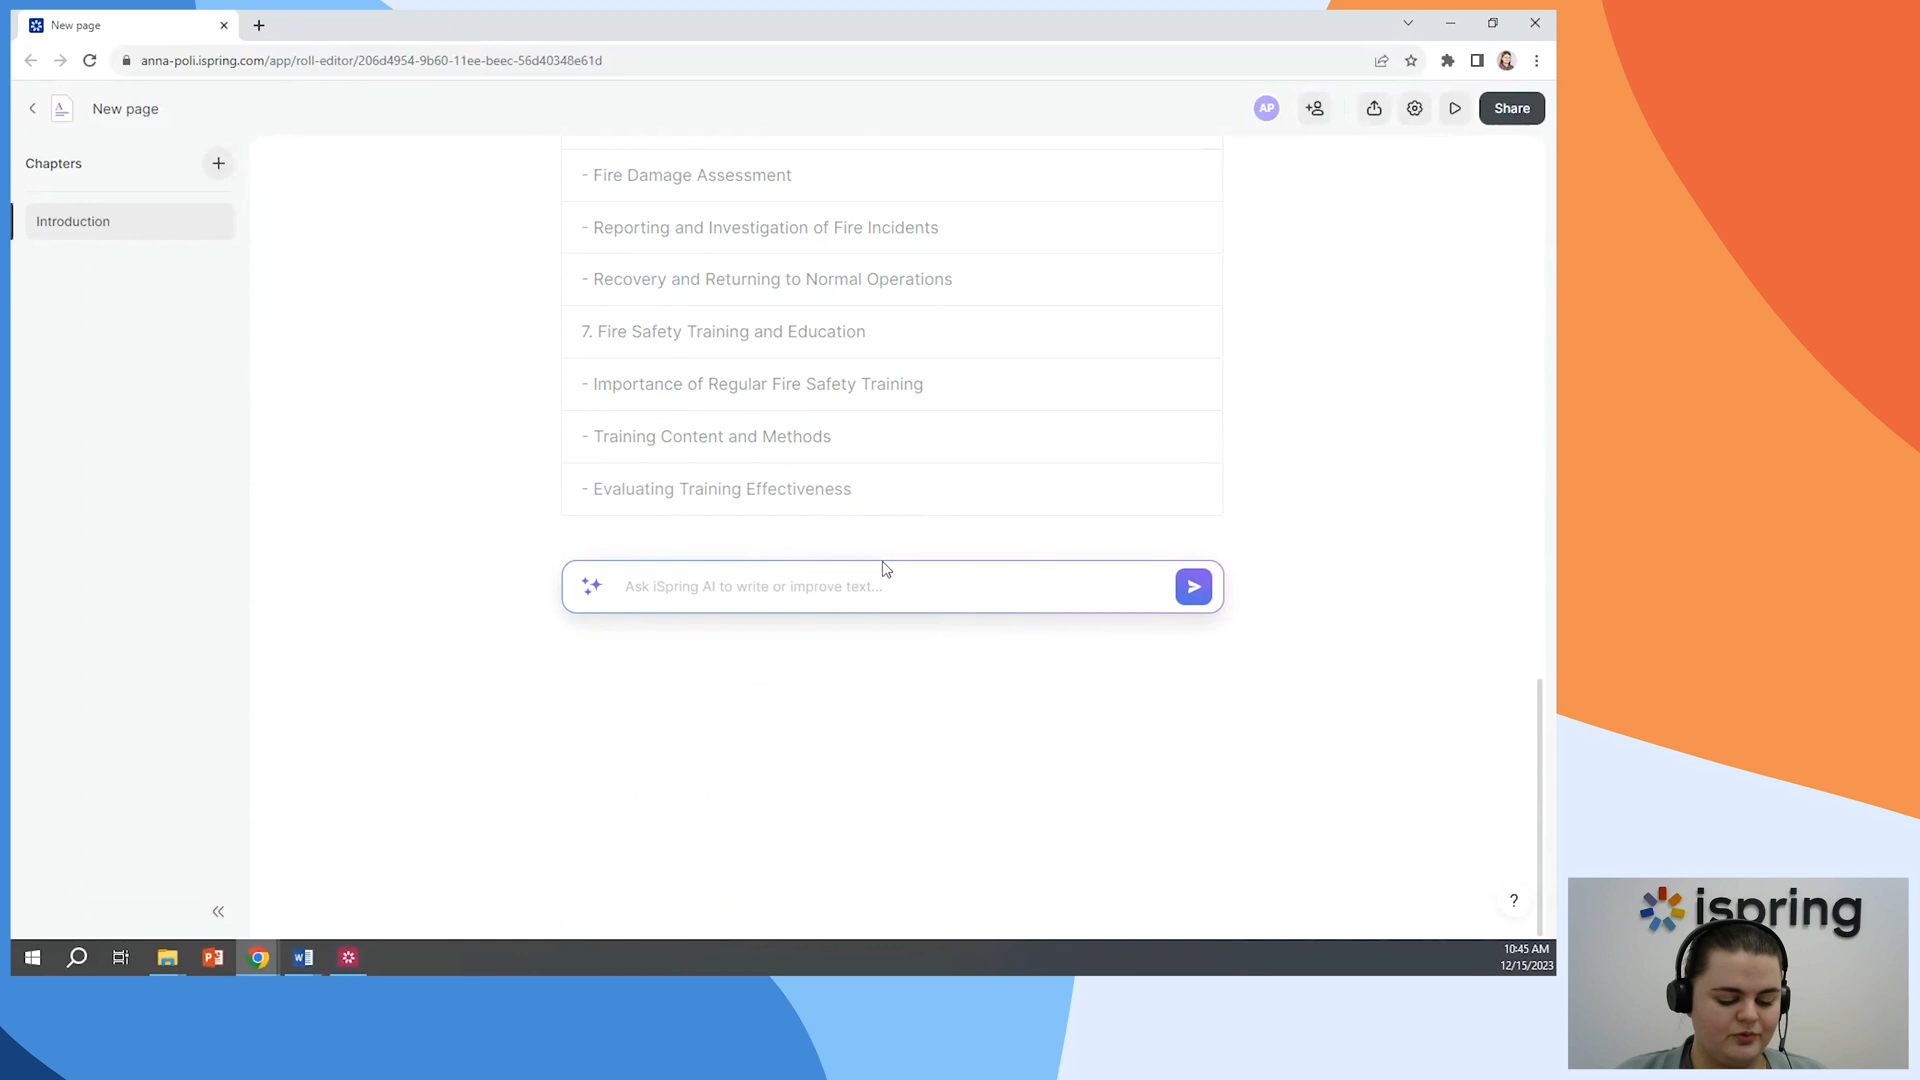 New page
anna-poli.ispring.com/app/roll-editor/206d4954-9b60-11ee-beec-56d40348e61d
New page
AP
Share
Chapters
Introduction
- Fire Damage Assessment
- Reporting and Investigation of Fire Incidents
- Recovery and Returning to Normal Operations
7. Fire Safety Training and Education
- Importance of Regular Fire Safety Training
- Training Content and Methods
- Evaluating Training Effectiveness
Ask iSpring AI to write or improve text...
?
10:45 AM
12/15/2023
ispring